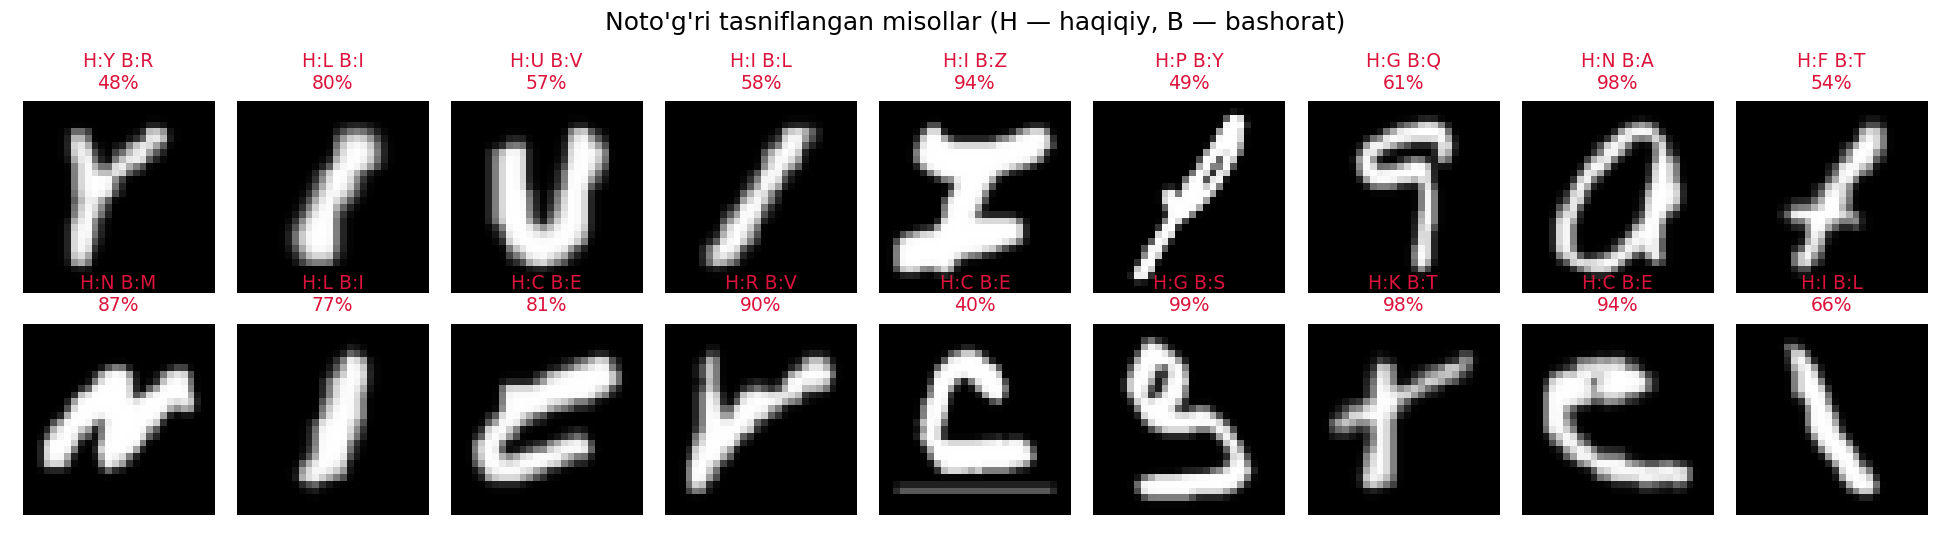 Noto'g'ri tasniflangan misollar (H — haqiqiy, B — bashorat)
H:Y B:R H:L B:I H:U B:V H:I B:L H:I B:Z H:P B:Y H:G B:Q H:N B:A H:F B:T
48% 80% 57% 58% 94% 49% 61% 98% 54%
H:N B:M H:L B:I H:C B:E H:R B:V H:C B:E H:G B:S H:K B:T H:C B:E H:I B:L
87% 77% 81% 90% 40% 99% 98% 94% 66%